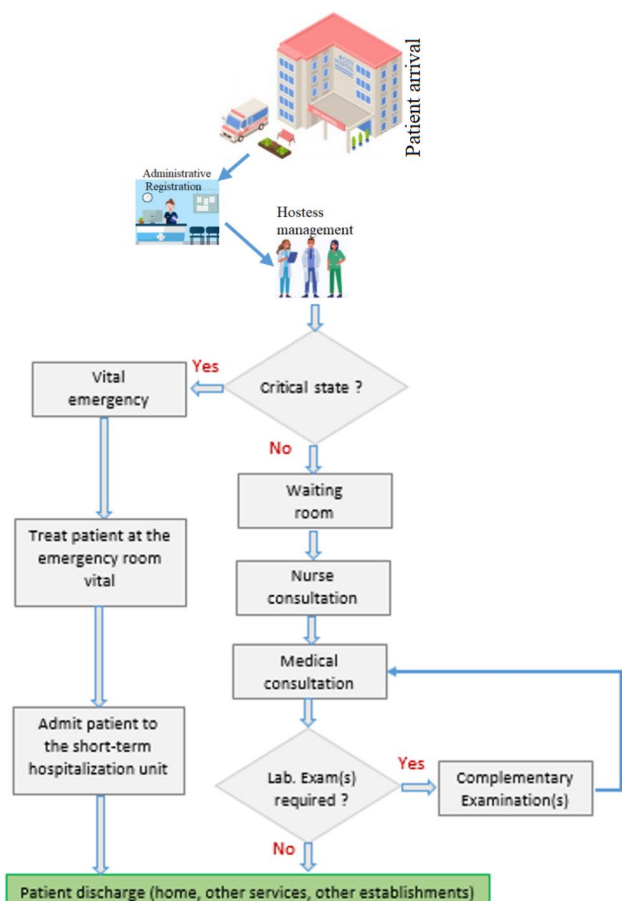 Patient arrival
Administrative
Registration
Hostess
management
Critical state ?
Yes
Vital
emergency
No
Waiting
room
Treat patient at the
emergency room
vital
Nurse
consultation
Medical
consultation
Admit patient to
the short-term
hospitalization unit
Lab. Exam(s)
required ?
Yes
Complementary
Examination(s)
No
Patient discharge (home, other services, other establishments)